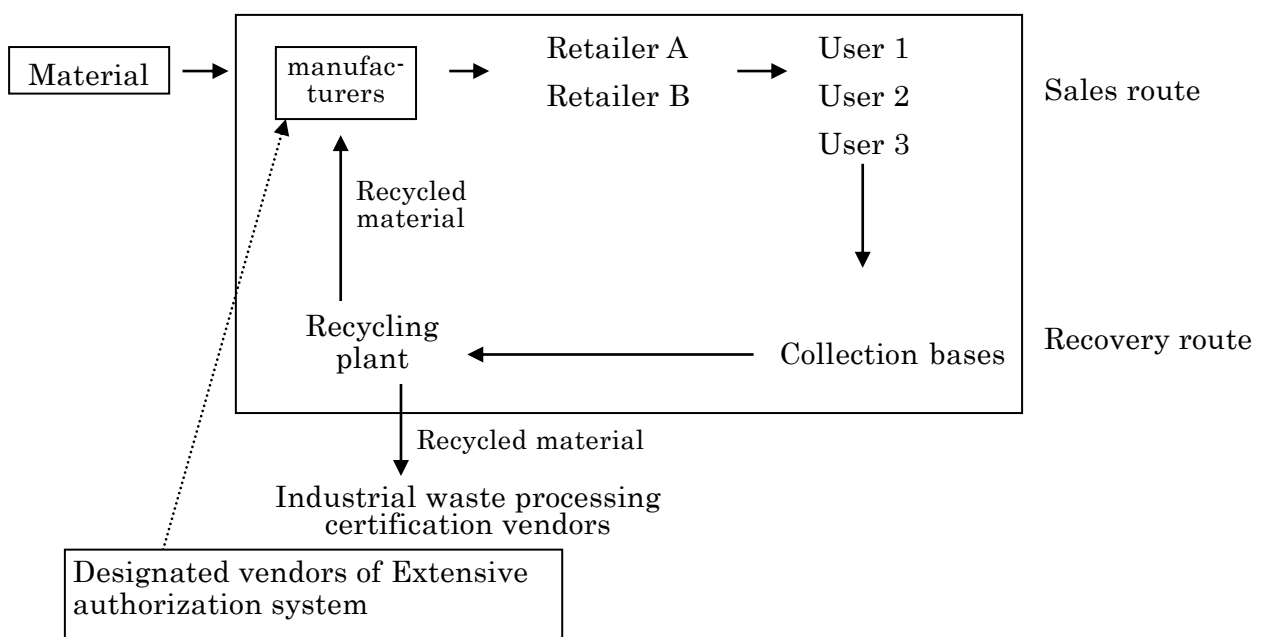 Material
manufac-
turers
Retailer A
Retailer B
User 1
User 2
User 3
Sales route
Recycled
material
Recycling
plant
Collection bases
Recovery route
Recycled material
Industrial waste processing
certification vendors
Designated vendors of Extensive
authorization system